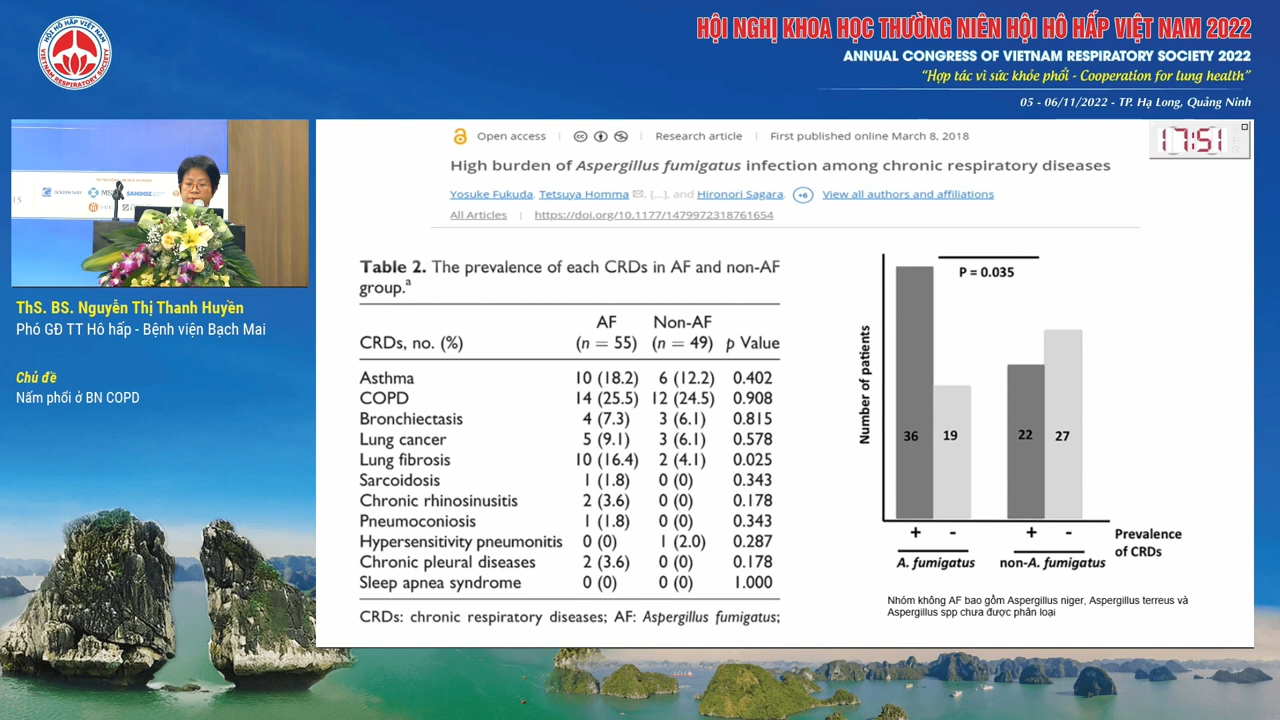 HỘI HÔ HẤP VIỆT NAM
VIETNAM RESPIRATORY SOCIETY
HỘI NGHỊ KHOA HỌC THƯỜNG NIÊN HỘI HÔ HẤP VIỆT NAM 2022
ANNUAL CONGRESS OF VIETNAM RESPIRATORY SOCIETY 2022
“Hợp tác vì sức khỏe phổi - Cooperation for lung health”
05 - 06/11/2022 - TP. Hạ Long, Quảng Ninh
SANDOZ
ThS. BS. Nguyễn Thị Thanh Huyền
Phó GĐ TT Hô hấp - Bệnh viện Bạch Mai
Chủ đề
Nấm phổi ở BN COPD
Open access | Research article | First published online March 8, 2018
17:51
High burden of Aspergillus fumigatus infection among chronic respiratory diseases
Yosuke Fukuda, Tetsuya Homma, [...], and Hironori Sagara. +6 View all authors and affiliations
All Articles | https://doi.org/10.1177/1479972318761654
Table 2. The prevalence of each CRDs in AF and non-AF
group.a
AF Non-AF
CRDs, no. (%) (n = 55) (n = 49) p Value
Asthma 10 (18.2) 6 (12.2) 0.402
COPD 14 (25.5) 12 (24.5) 0.908
Bronchiectasis 4 (7.3) 3 (6.1) 0.815
Lung cancer 5 (9.1) 3 (6.1) 0.578
Lung fibrosis 10 (16.4) 2 (4.1) 0.025
Sarcoidosis 1 (1.8) 0 (0) 0.343
Chronic rhinosinusitis 2 (3.6) 0 (0) 0.178
Pneumoconiosis 1 (1.8) 0 (0) 0.343
Hypersensitivity pneumonitis 0 (0) 1 (2.0) 0.287
Chronic pleural diseases 2 (3.6) 0 (0) 0.178
Sleep apnea syndrome 0 (0) 0 (0) 1.000
CRDs: chronic respiratory diseases; AF: Aspergillus fumigatus;
P = 0.035
Number of patients
36 19 22 27
+ - + - Prevalence
of CRDs
A. fumigatus non-A. fumigatus
Nhóm không AF bao gồm Aspergillus niger, Aspergillus terreus và
Aspergillus spp chưa được phân loại